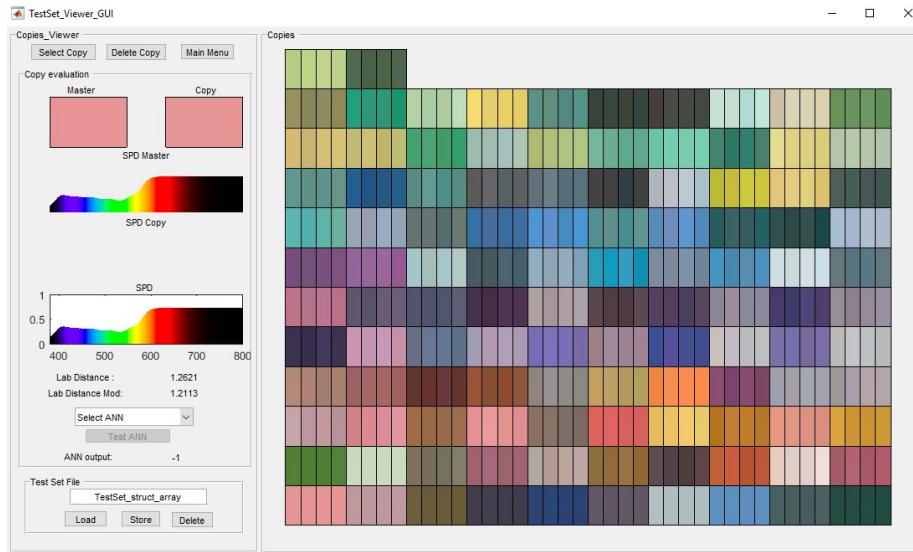 TestSet_Viewer_GUI
Copies_Viewer
Select Copy Delete Copy Main Menu
Copy evaluation
Master Copy
SPD Master
SPD Copy
SPD
1
0.5
0
400 500 600 700 800
Lab Distance : 1.2621
Lab Distance Mod: 1.2113
Select ANN
Test ANN
ANN output: -1
Test Set File
TestSet_struct_array
Load Store Delete
Copies